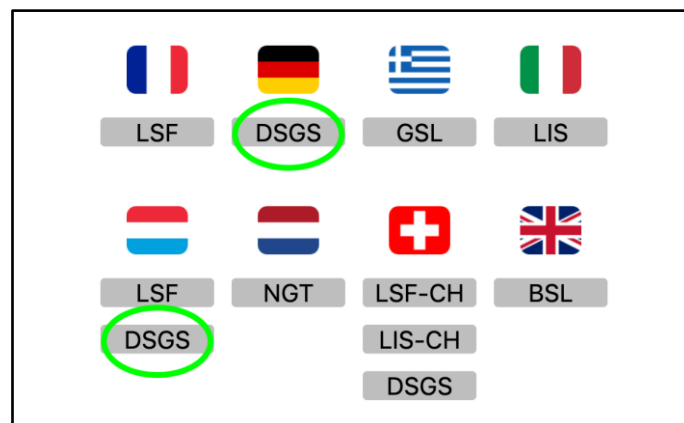 LSF DSGS GSL LIS
LSF NGT LSF-CH BSL
DSGS LIS-CH
DSGS